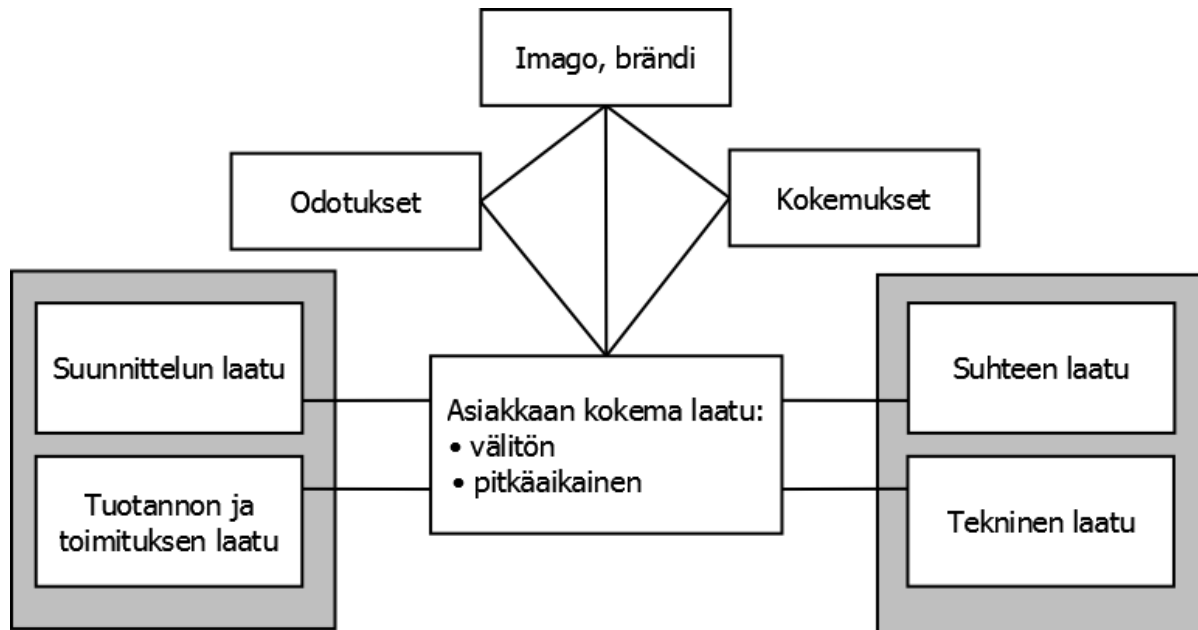 Imago, brändi
Odotukset
Kokemukset
Suunnittelun laatu
Tuotannon ja
toimituksen laatu
Asiakkaan kokema laatu:
• välitön
• pitkäaikainen
Suhteen laatu
Tekninen laatu